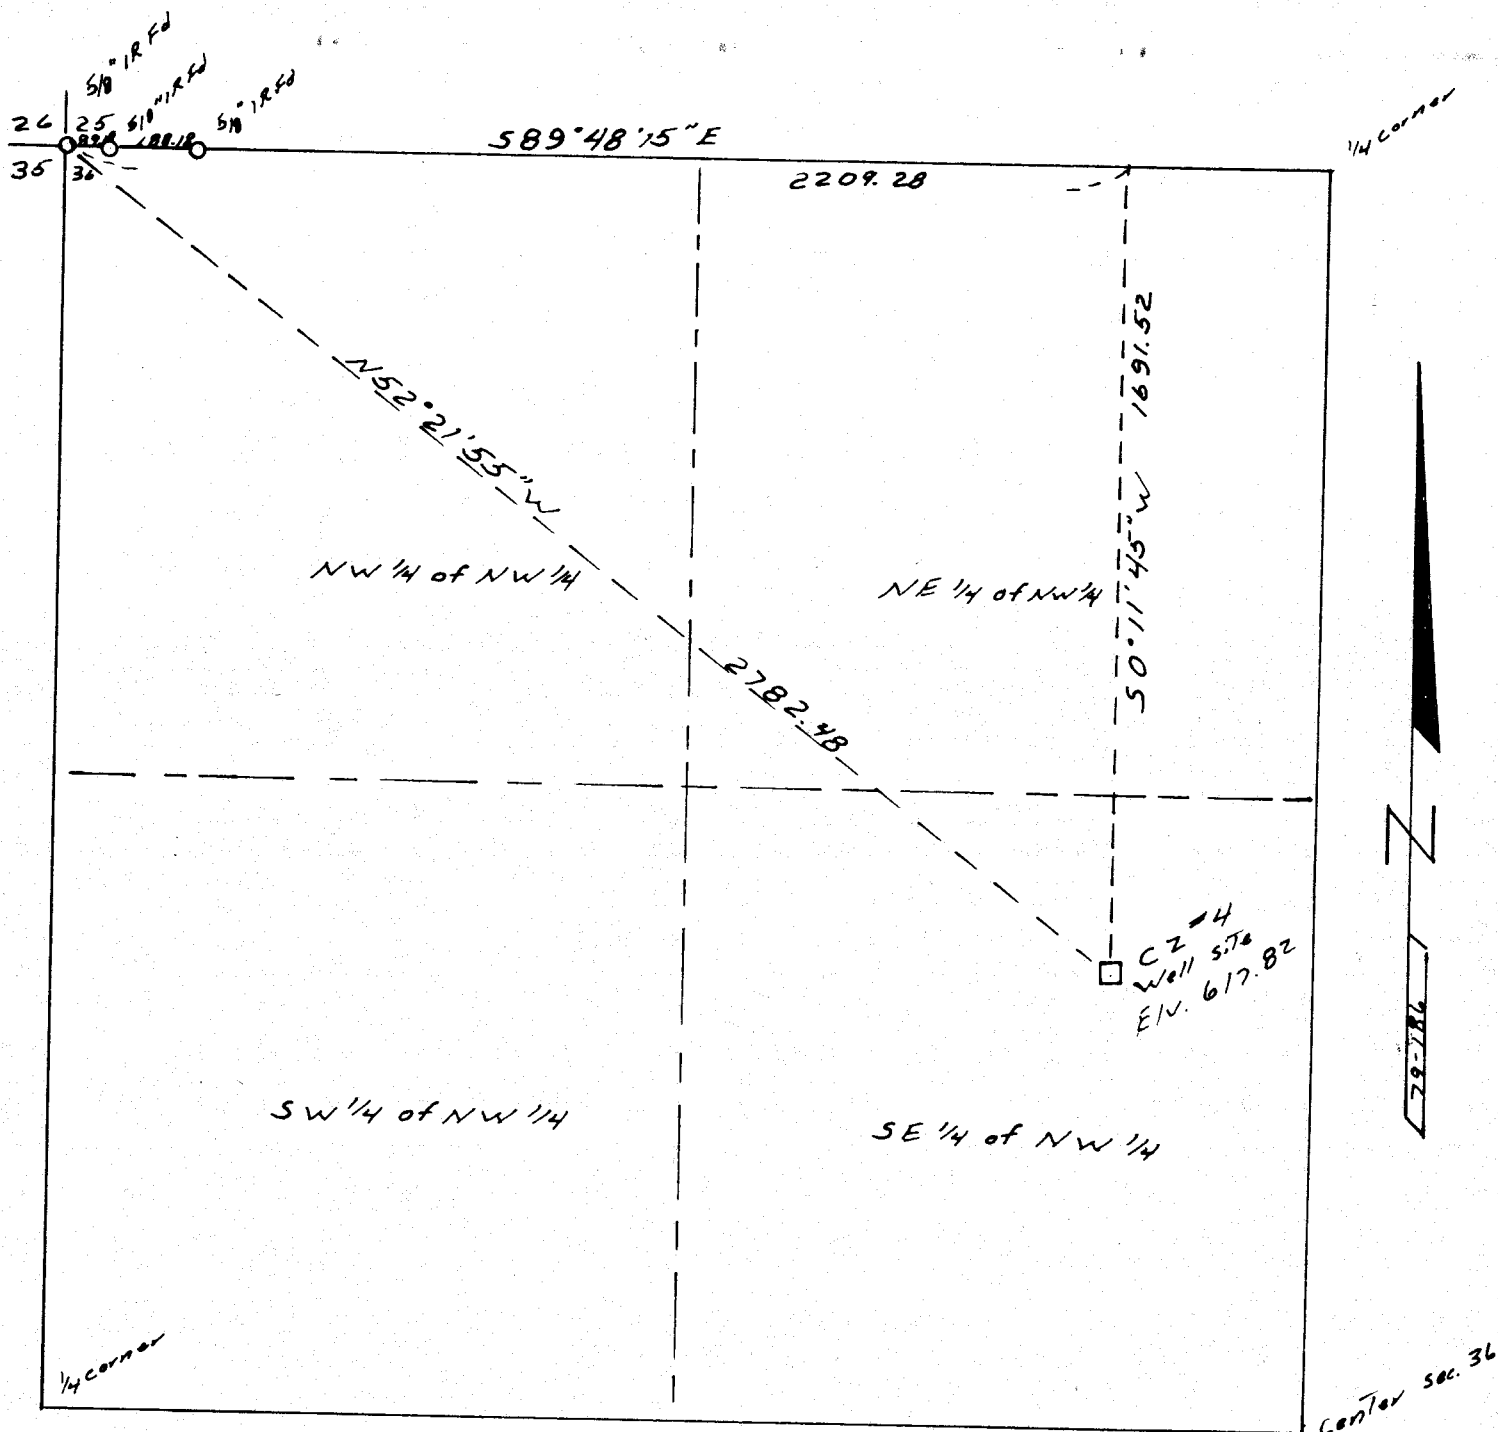 5/8" IR Fd
5/8" IR Fd
5/8" IR Fd
26 25
35 36
S89°48'15"E
2209.28
1/4 corner
N52°21'55"W
2782.48
S0°11'45"W 1691.52
NW 1/4 of NW 1/4
NE 1/4 of NW 1/4
CZ #4
Well site
Elv. 617.82
N
79-186
SW 1/4 of NW 1/4
SE 1/4 of NW 1/4
1/4 corner
Center Sec. 36